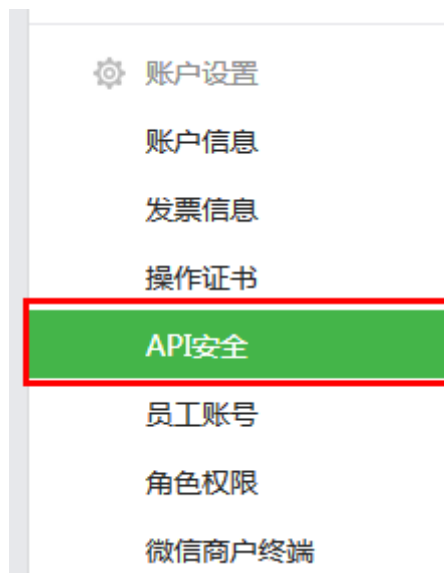 账户设置
账户信息
发票信息
操作证书
API安全
员工账号
角色权限
微信商户终端